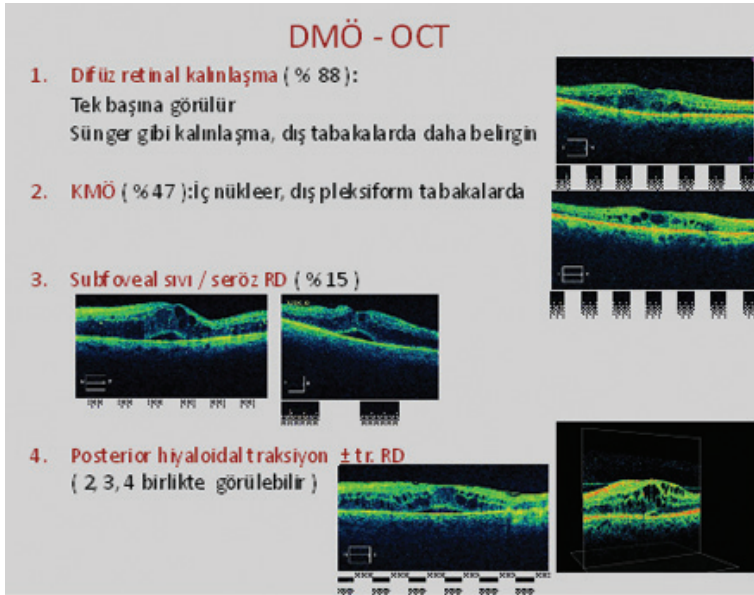 DMÖ - OCT
1. Difüz retinal kalınlaşma ( % 88 ):
Tek başına görülür
Sünger gibi kalınlaşma, dış tabakalarda daha belirgin
2. KMÖ ( %47 ):İç nükleer, dış pleksiform tabakalarda
3. Subfoveal sıvı / seröz RD ( %15 )
4. Posterior hiyaloidal traksiyon ± tr. RD
( 2, 3, 4 birlikte görülebilir )